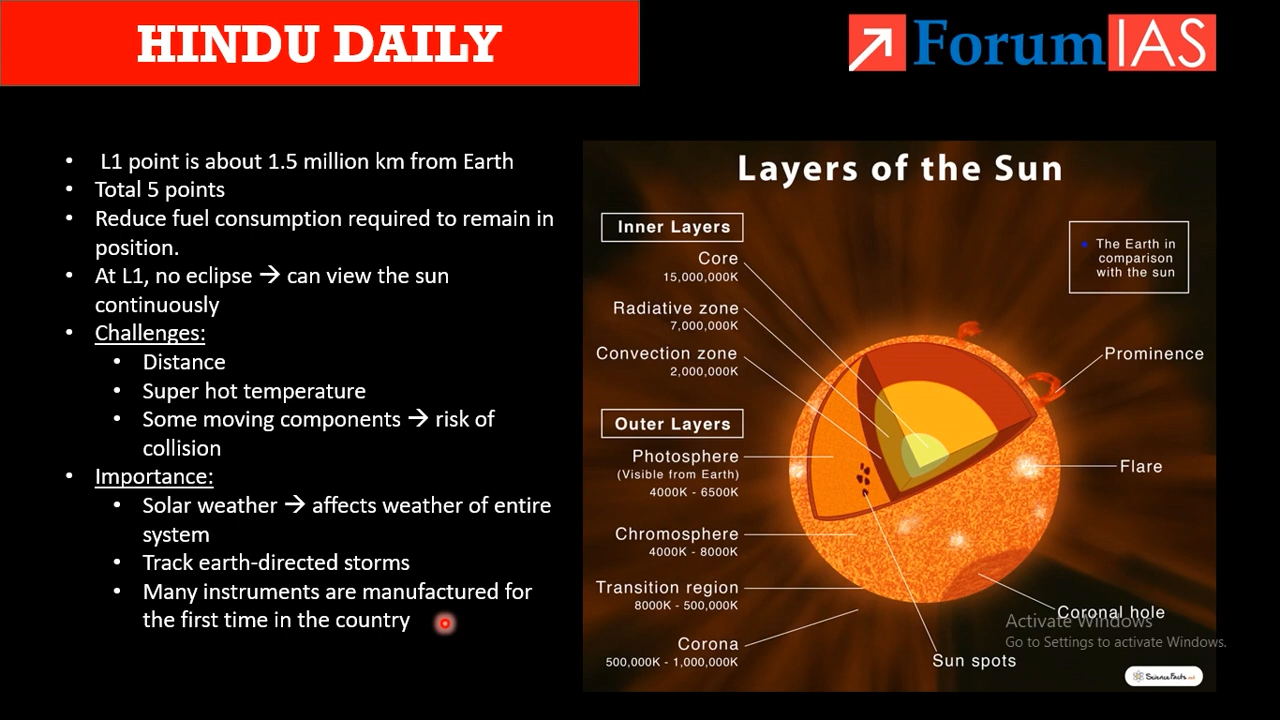 HINDU DAILY
ForumIAS
• L1 point is about 1.5 million km from Earth
• Total 5 points
• Reduce fuel consumption required to remain in
position.
• At L1, no eclipse → can view the sun
continuously
• Challenges:
• Distance
• Super hot temperature
• Some moving components → risk of
collision
• Importance:
• Solar weather → affects weather of entire
system
• Track earth-directed storms
• Many instruments are manufactured for
the first time in the country
Layers of the Sun
Inner Layers
Core
15,000,000K
Radiative zone
7,000,000K
Convection zone
2,000,000K
Outer Layers
Photosphere
(Visible from Earth)
4000K - 6500K
Chromosphere
4000K - 8000K
Transition region
8000K - 500,000K
Corona
500,000K - 1,000,000K
The Earth in
comparison
with the sun
Prominence
Flare
Coronal hole
Sun spots
Activate Windows
Go to Settings to activate Windows.
ScienceFacts.net